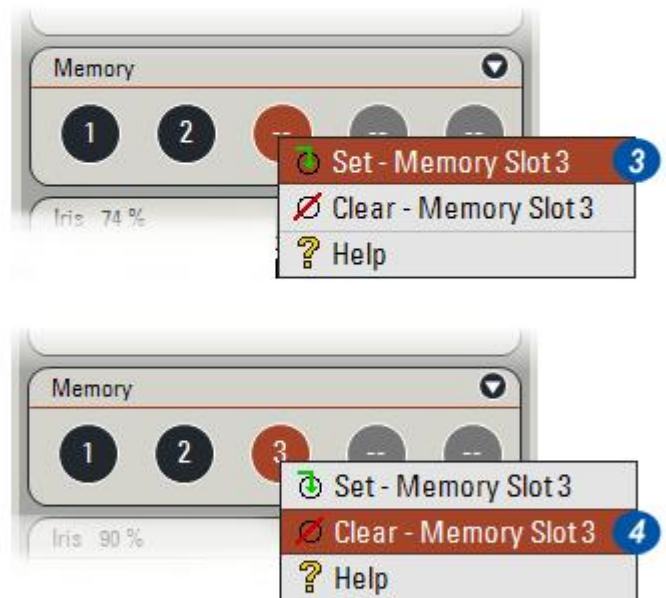 Memory
1 2 -- -- --
Set - Memory Slot 3 3
Clear - Memory Slot 3
Iris 74 %
? Help
Memory
1 2 3 -- --
Set - Memory Slot 3
Clear - Memory Slot 3 4
Iris 90 %
? Help